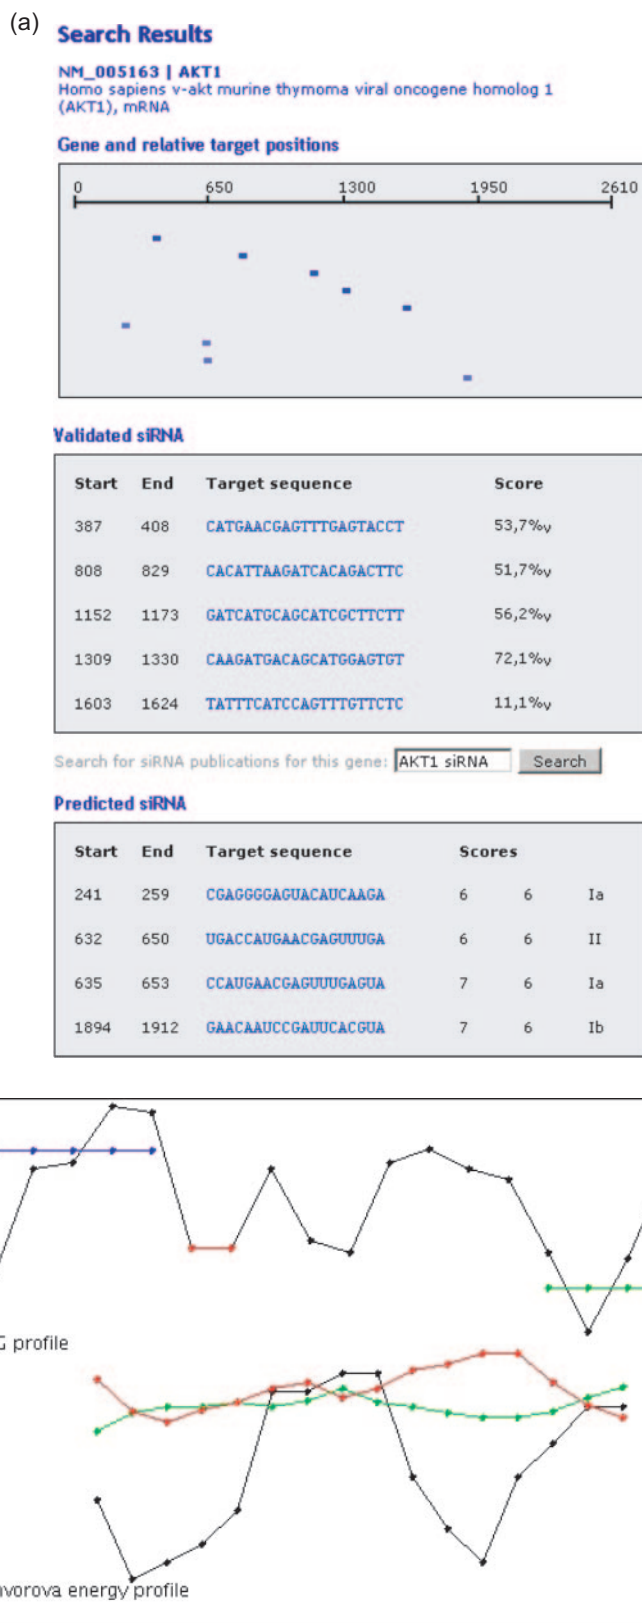 (a)
Search Results
NM_005163 | AKT1
Homo sapiens v-akt murine thymoma viral oncogene homolog 1
(AKT1), mRNA
Gene and relative target positions
0 650 1300 1950 2610
Validated siRNA
Start End Target sequence Score
387 408 CATGAACGAGTTTGAGTACCT 53,7%v
808 829 CACATTAAGATCACAGACTTC 51,7%v
1152 1173 GATCATGCAGCATCGCTTCTT 56,2%v
1309 1330 CAAGATGACAGCATGGAGTGT 72,1%v
1603 1624 TATTTCATCCAGTTTGTTCTC 11,1%v
Search for siRNA publications for this gene: AKT1 siRNA Search
Predicted siRNA
Start End Target sequence Scores
241 259 CGAGGGGAGUACAUCAAGA 6 6 Ia
632 650 UGACCAUGAACGAGUUUGA 6 6 II
635 653 CCAUGAACGAGUUUGAGUA 7 6 Ia
1894 1912 GAACAAUCCGAUUCACGUA 7 6 Ib
G profile
nvorova energy profile